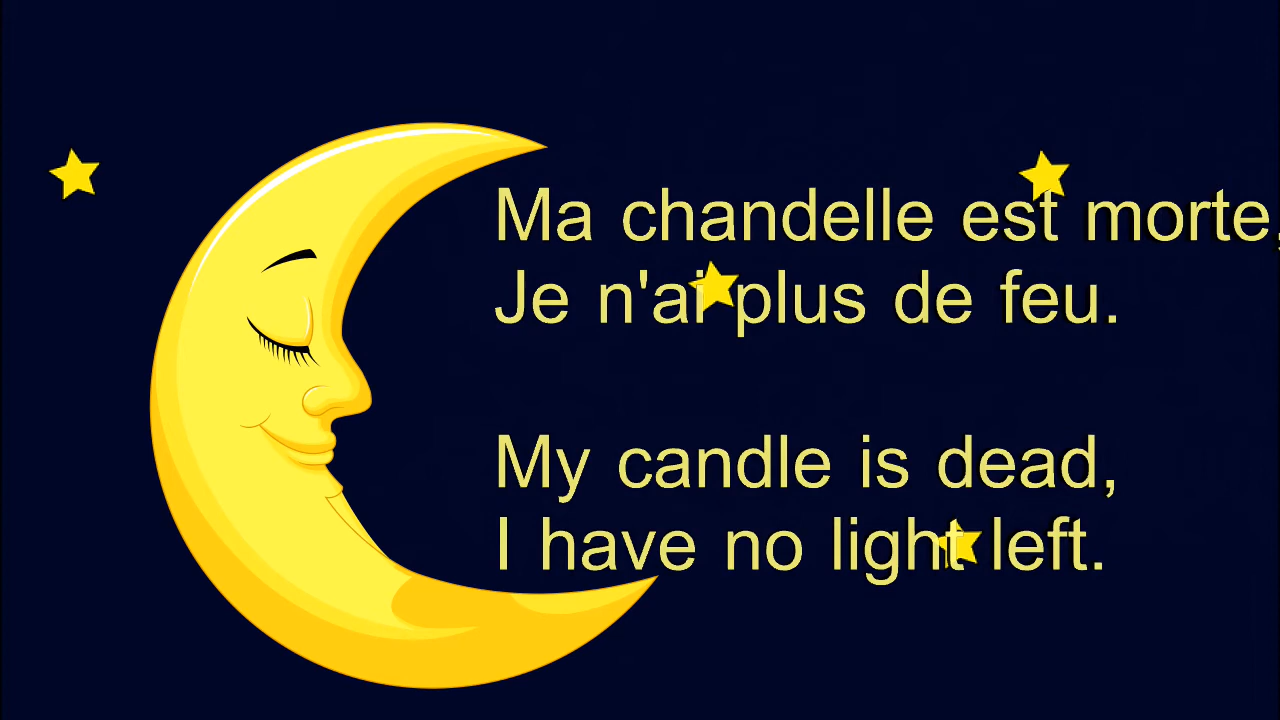 Ma chandelle est morte,
Je n'ai plus de feu.
My candle is dead,
I have no light left.